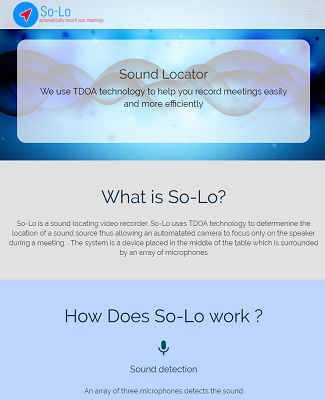 So-Lo
automatically record your meetings
Sound Locator
We use TDOA technology to help you record meetings easily
and more efficiently
What is So-Lo?
So-Lo is a sound locating video recorder. So-Lo uses TDOA technology to determenine the
location of a sound source thus allowing an automatated camera to focus only on the speaker
during a meeting. . The system is a device placed in the middle of the table which is surrounded
by an array of microphones
How Does So-Lo work ?
Sound detection
An array of three microphones detects the sound